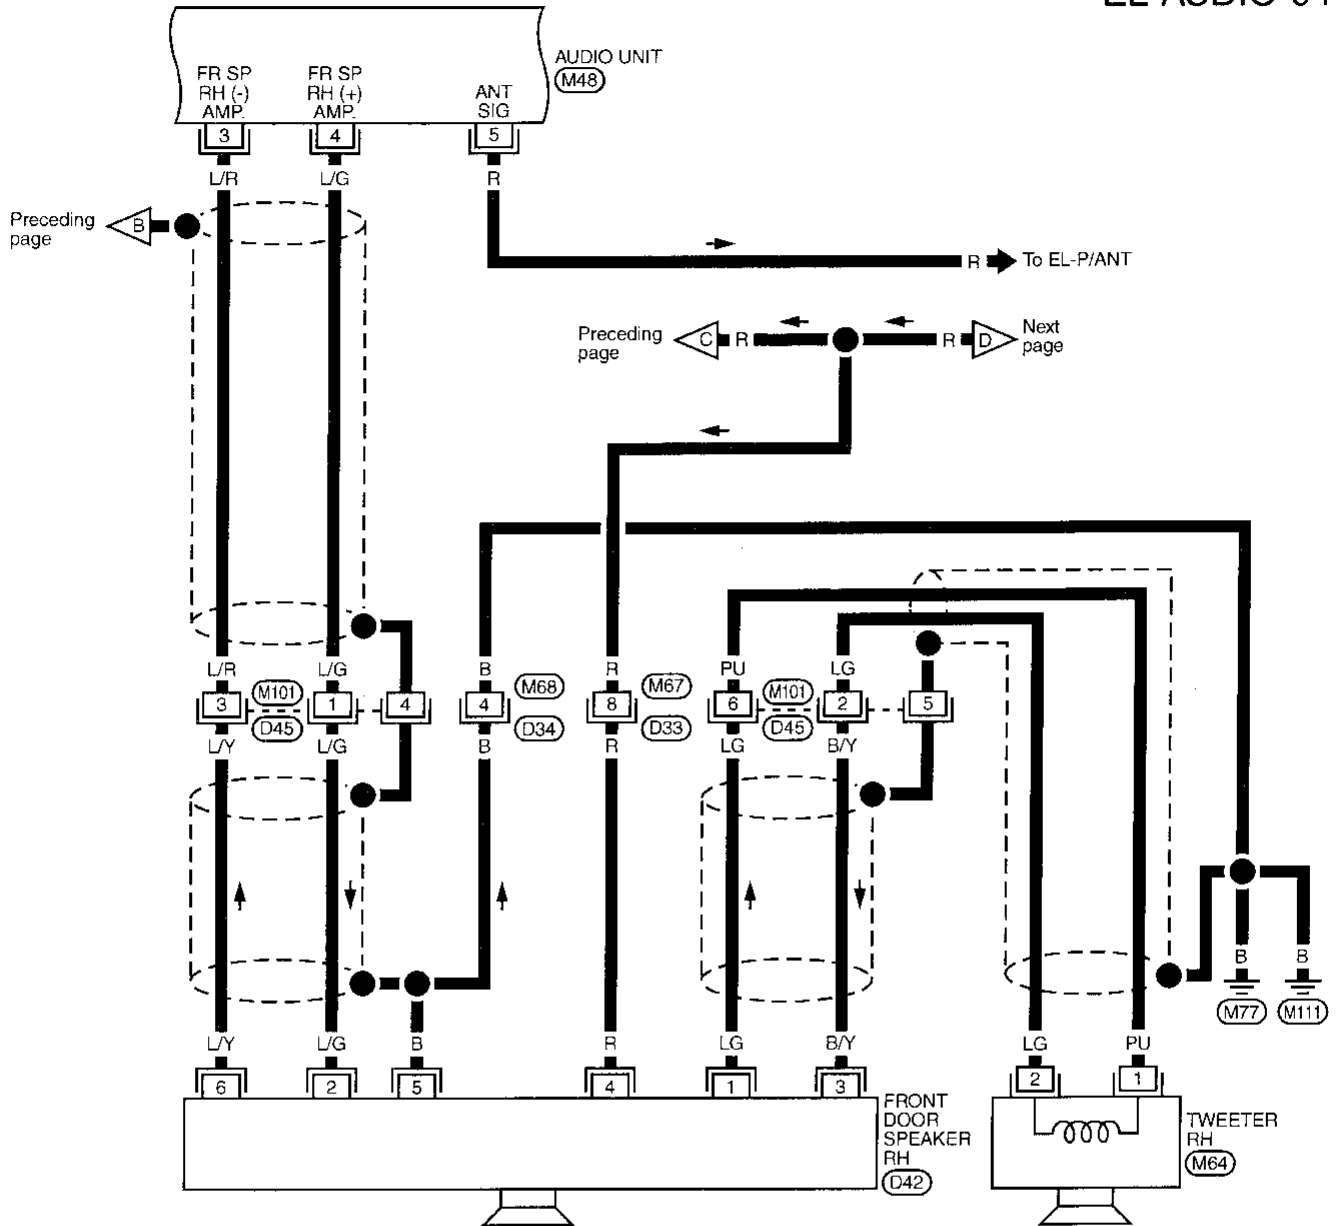 AUDIO UNIT
M48
FR SP
RH (-)
AMP.
FR SP
RH (+)
AMP.
ANT
SIG
3
4
5
L/R
L/G
R
Preceding
page
B
R
To EL-P/ANT
Preceding
page
C
R
R
D
Next
page
L/R
L/G
B
R
PU
LG
3
M101
D45
1
4
4
M68
D34
8
M67
D33
6
M101
D45
2
5
L/Y
L/G
B
R
LG
B/Y
B
B
M77
M111
L/Y
L/G
B
R
LG
B/Y
LG
PU
6
2
5
4
1
3
2
1
FRONT
DOOR
SPEAKER
RH
D42
TWEETER
RH
M64